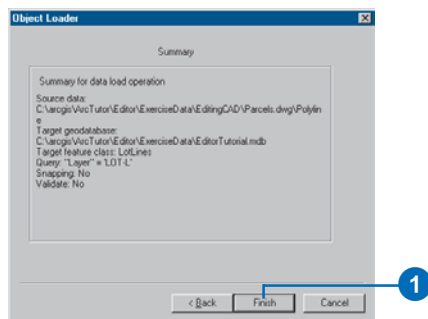 Object Loader
Summary
Summary for data load operation
Source data:
C:\arcgis\ArcTutor\Editor\ExerciseData\EditingCAD\Parcels.dwg\Polylin
e
Target geodatabase:
C:\arcgis\ArcTutor\Editor\ExerciseData\EditorTutorial.mdb
Target feature class: LotLines
Query: "Layer" = 'LOT-L'
Snapping: No
Validate: No
< Back
Finish
Cancel
1